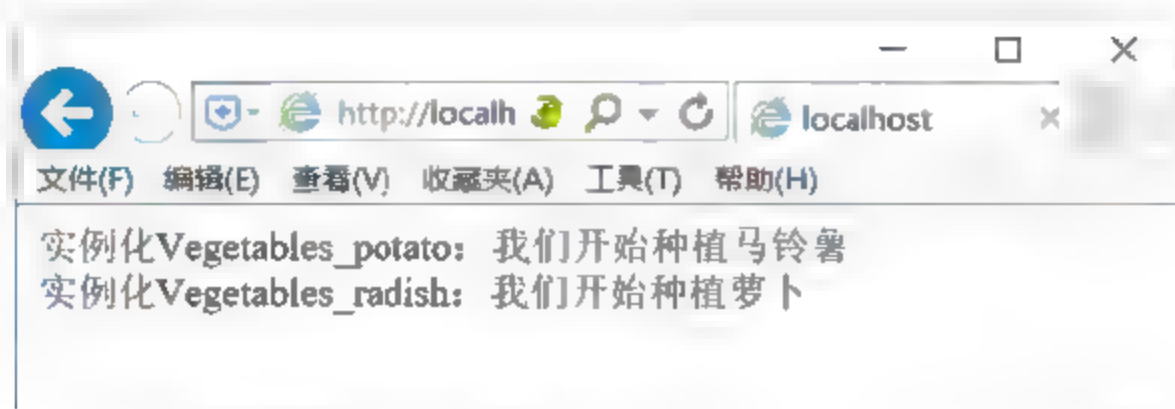 http://localh
localhost
文件(F) 编辑(E) 查看(V) 收藏夹(A) 工具(T) 帮助(H)
实例化Vegetables_potato：我们开始种植马铃薯
实例化Vegetables_radish：我们开始种植萝卜